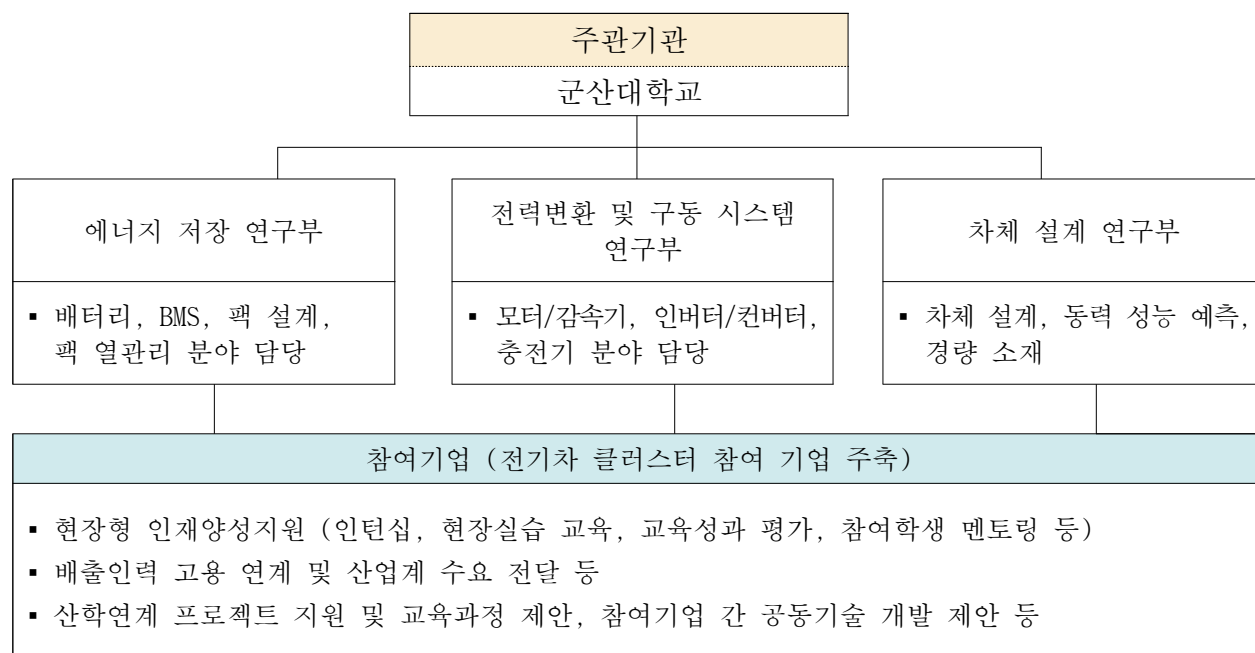 주관기관
군산대학교
에너지 저장 연구부
▪ 배터리, BMS, 팩 설계,
팩 열관리 분야 담당
전력변환 및 구동 시스템
연구부
▪ 모터/감속기, 인버터/컨버터,
충전기 분야 담당
차체 설계 연구부
▪ 차체 설계, 동력 성능 예측,
경량 소재
참여기업 (전기차 클러스터 참여 기업 주축)
▪ 현장형 인재양성지원 (인턴십, 현장실습 교육, 교육성과 평가, 참여학생 멘토링 등)
▪ 배출인력 고용 연계 및 산업계 수요 전달 등
▪ 산학연계 프로젝트 지원 및 교육과정 제안, 참여기업 간 공동기술 개발 제안 등